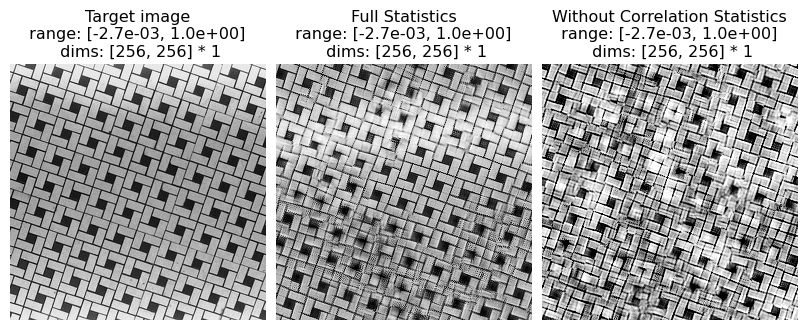 Target image
range: [-2.7e-03, 1.0e+00]
dims: [256, 256] * 1
Full Statistics
range: [-2.7e-03, 1.0e+00]
dims: [256, 256] * 1
Without Correlation Statistics
range: [-2.7e-03, 1.0e+00]
dims: [256, 256] * 1